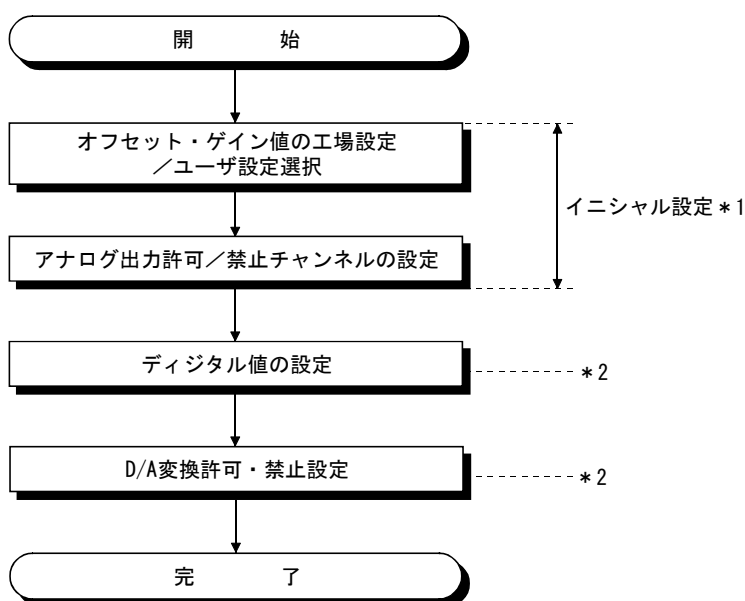 開　　　始
オフセット・ゲイン値の工場設定
／ユーザ設定選択
イニシャル設定＊1
アナログ出力許可／禁止チャンネルの設定
ディジタル値の設定
＊2
D/A変換許可・禁止設定
＊2
完　　　了